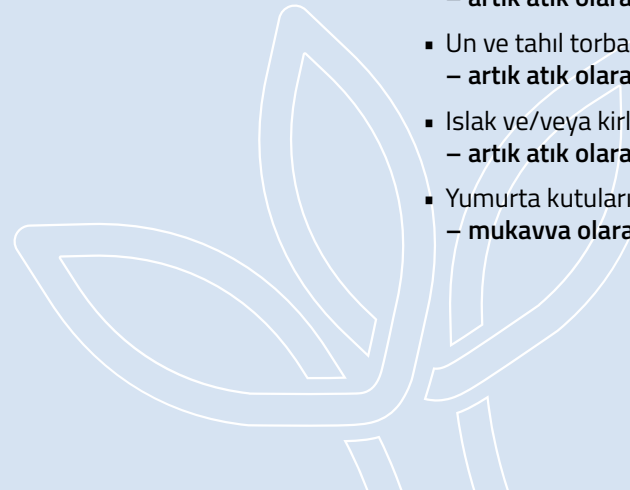 – artık atık olara
▪ Un ve tahıl torba
– artık atık olara
▪ Islak ve/veya kirl
– artık atık olara
▪ Yumurta kutuları
– mukavva olara